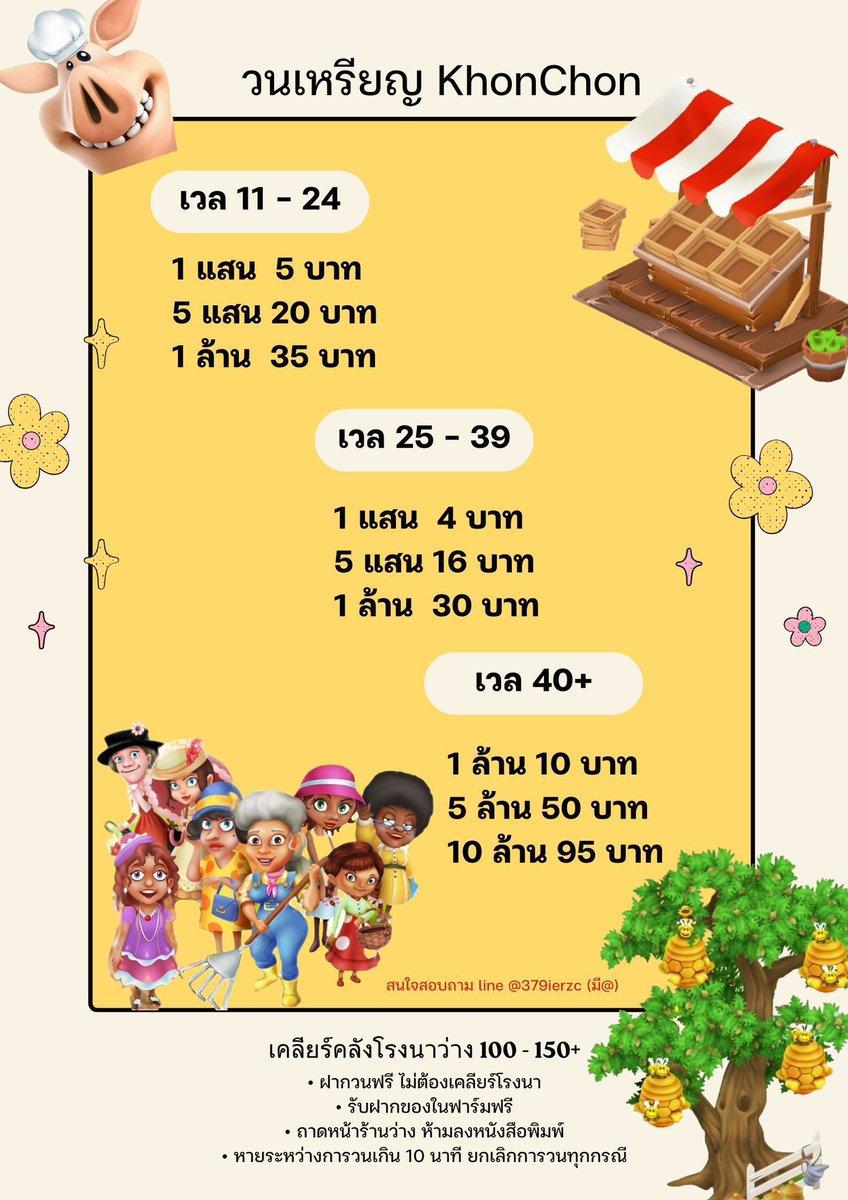 วนเหรียญ KhonChon
เวล 11 - 24
1 แสน 5 บาท
5 แสน 20 บาท
1 ล้าน 35 บาท
เวล 25 - 39
1 แสน 4 บาท
5 แสน 16 บาท
1 ล้าน 30 บาท
เวล 40+
1 ล้าน 10 บาท
5 ล้าน 50 บาท
10 ล้าน 95 บาท
สนใจสอบถาม line @379ierzc (มี@)
เคลียร์คลังโรงนาว่าง 100 - 150+
• ฝากวนฟรี ไม่ต้องเคลียร์โรงนา
• รับฝากของในฟาร์มฟรี
• ถาดหน้าร้านว่าง ห้ามลงหนังสือพิมพ์
• หายระหว่างการวนเกิน 10 นาที ยกเลิกการวนทุกกรณี